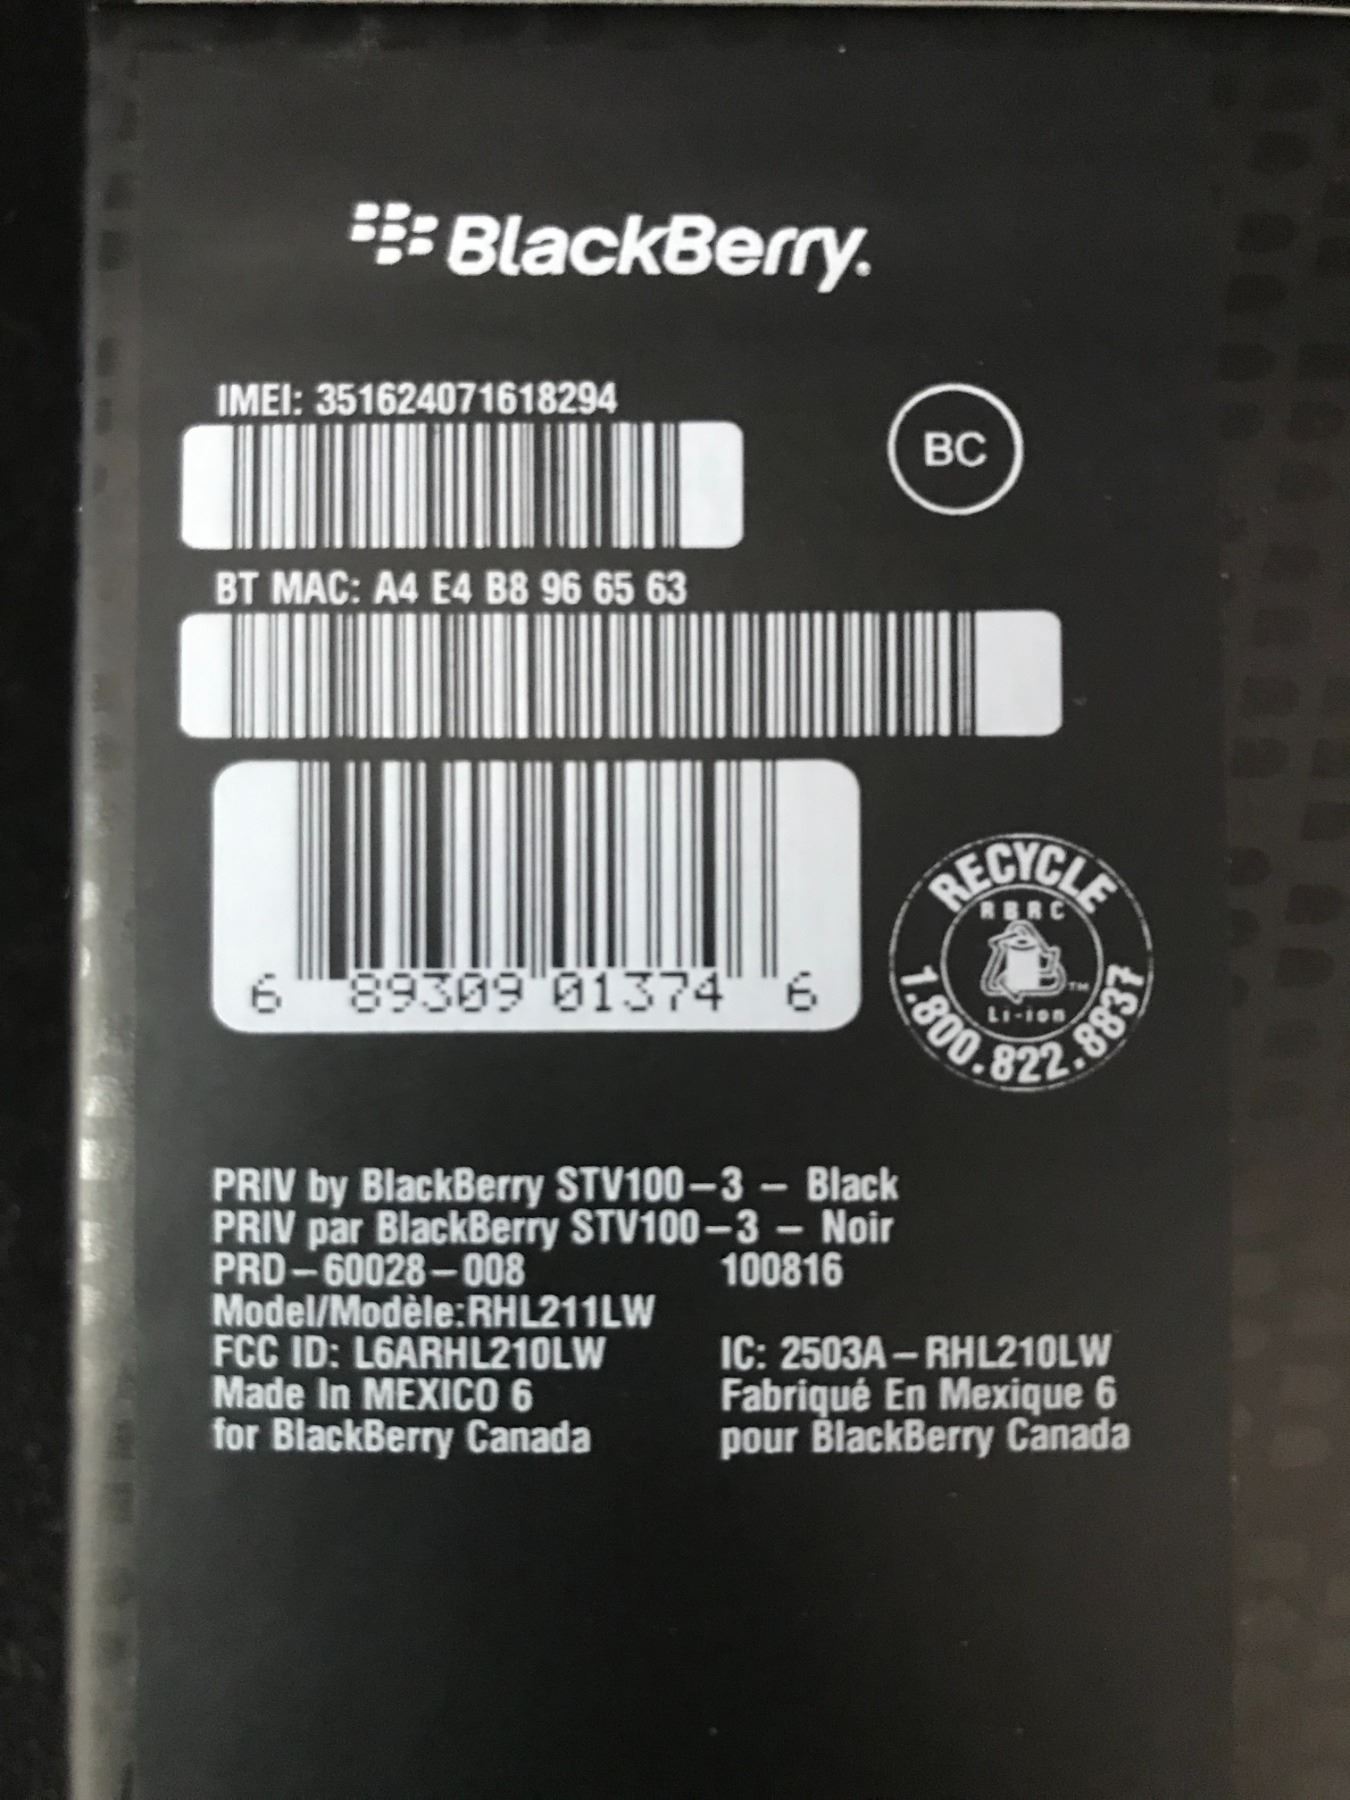 BlackBerry.
IMEI: 351624071618294
BC
BT MAC: A4 E4 B8 96 65 63
6 89309 01374 6
RECYCLE
RBRC
TM
Li-ion
1.800.822.8837
PRIV by BlackBerry STV100-3 - Black
PRIV par BlackBerry STV100-3 - Noir
PRD-60028-008 100816
Model/Modèle:RHL211LW
FCC ID: L6ARHL210LW IC: 2503A-RHL210LW
Made In MEXICO 6 Fabriqué En Mexique 6
for BlackBerry Canada pour BlackBerry Canada